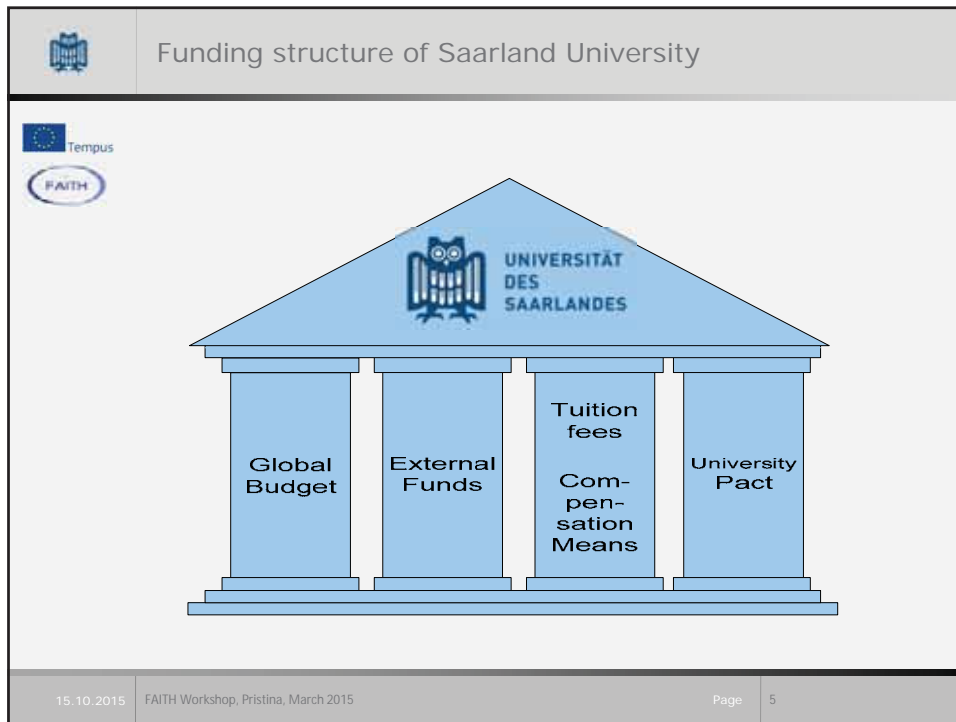 Funding structure of Saarland University
Tempus
FAITH
UNIVERSITÄT
DES
SAARLANDES
Global
Budget
External
Funds
Tuition
fees
Com-
pen-
sation
Means
University
Pact
15.10.2015 FAITH Workshop, Pristina, March 2015 Page 5